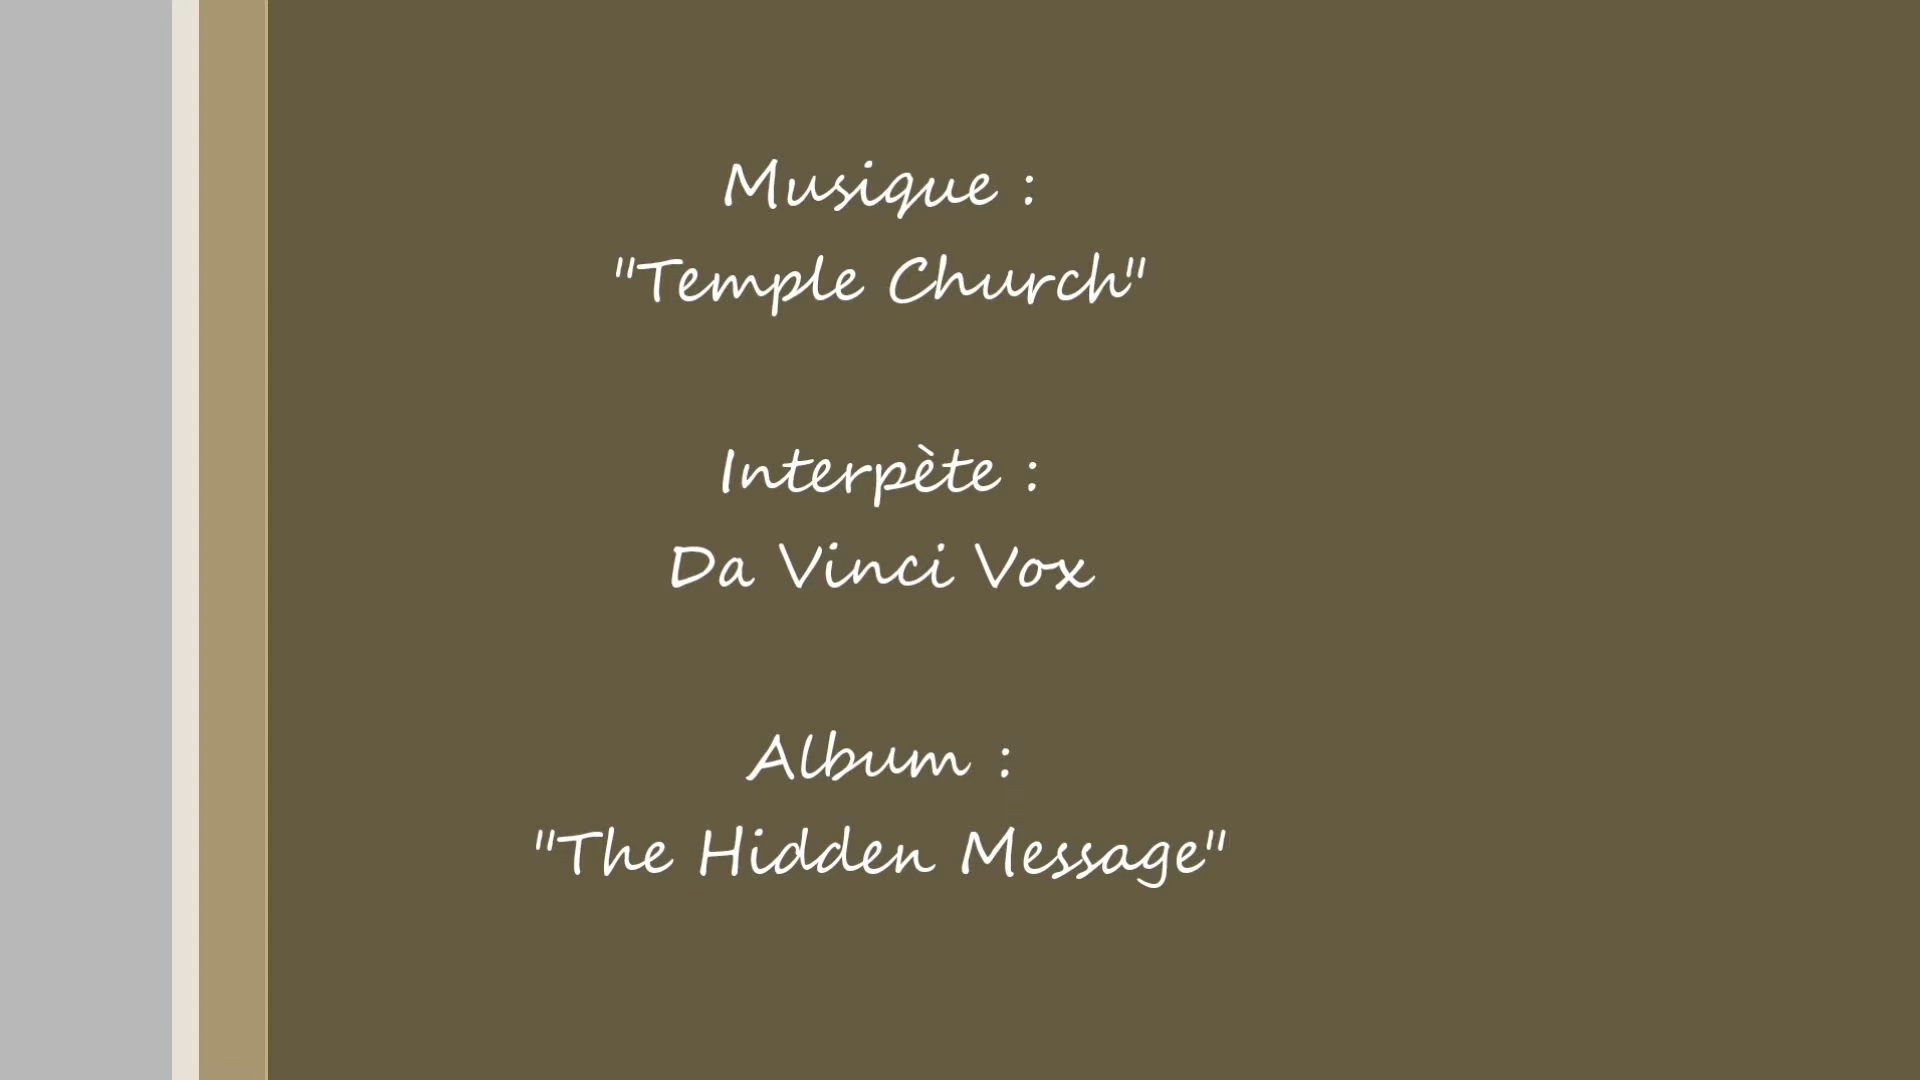 Musique :
"Temple Church"
Interpète :
Da Vinci Vox
Album :
"The Hidden Message"